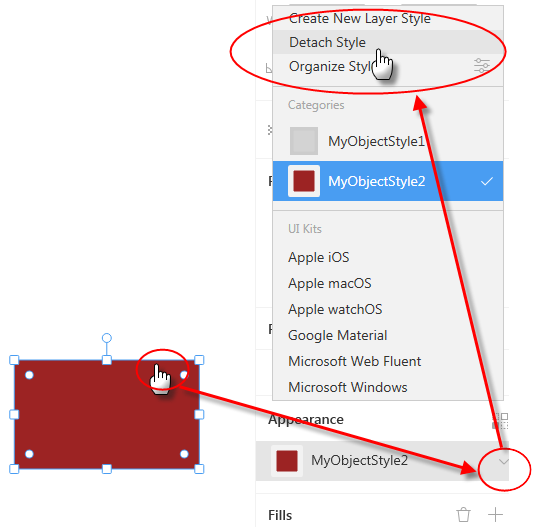 Create New Layer Style
Detach Style
Organize Styl
Categories
MyObjectStyle1
MyObjectStyle2
UI Kits
Apple iOS
Apple macOS
Apple watchOS
Google Material
Microsoft Web Fluent
Microsoft Windows
Appearance
MyObjectStyle2
Fills